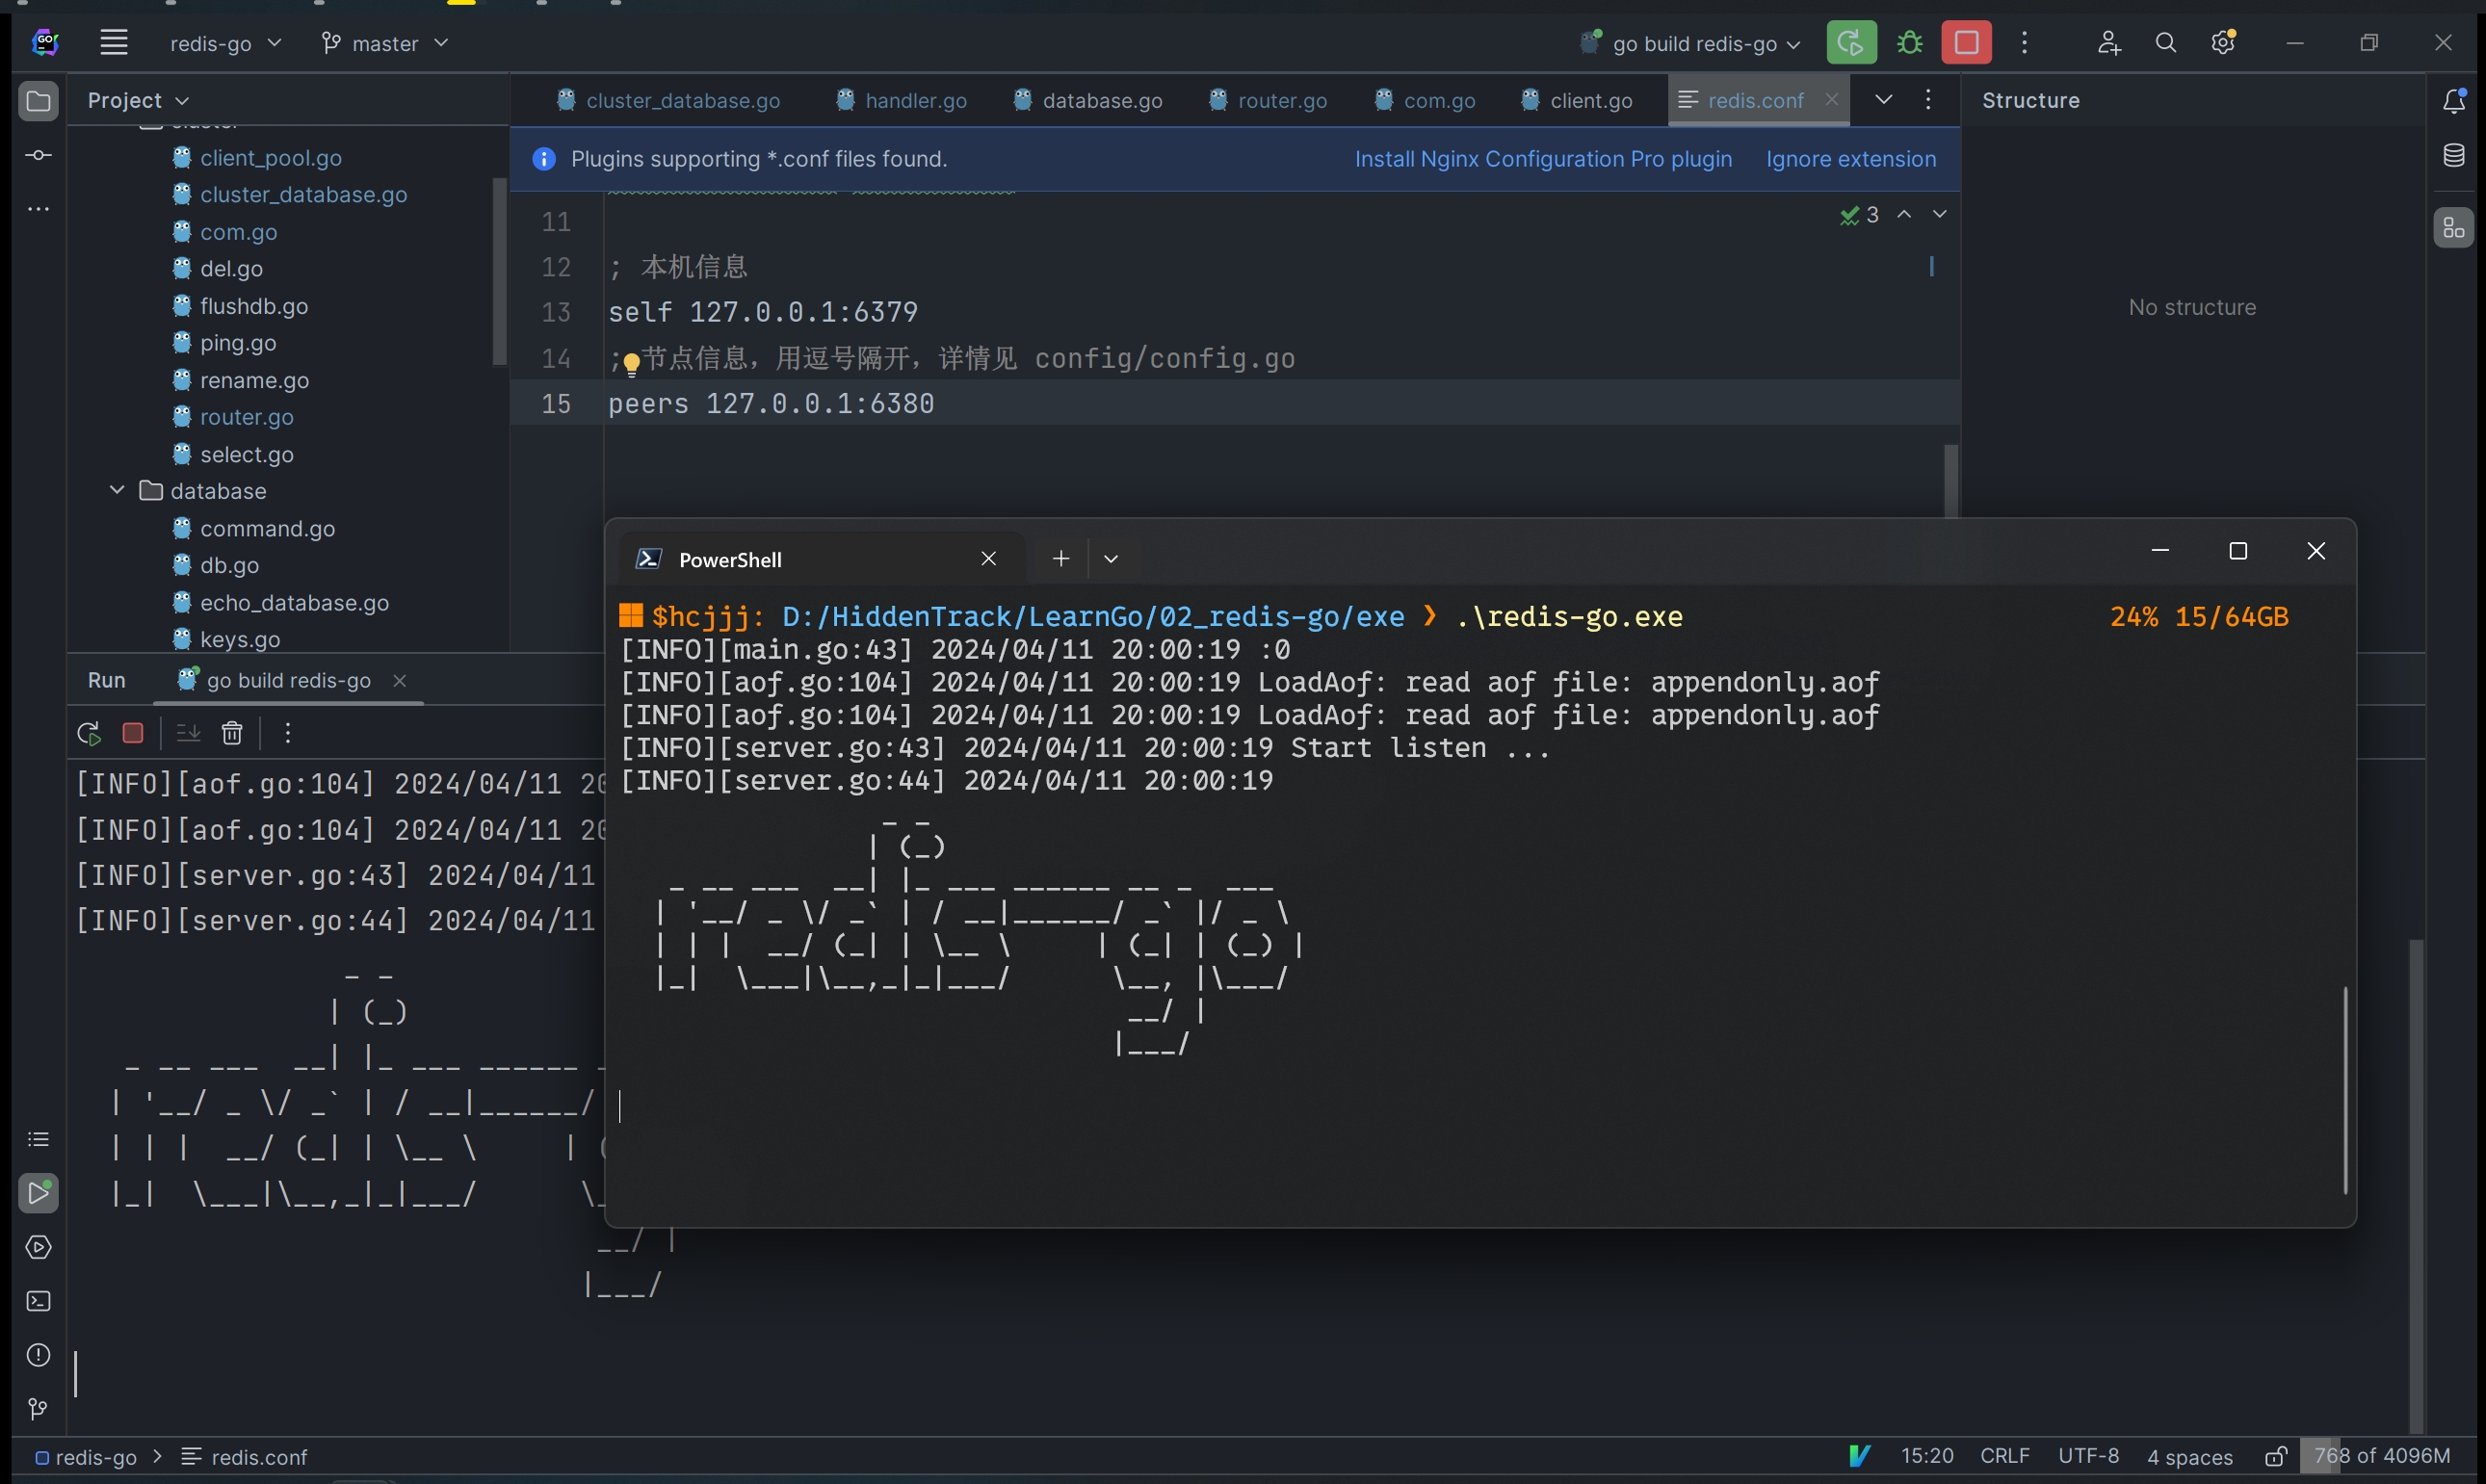 redis-go
master
go build redis-go
Project
cluster_database.go
handler.go
database.go
router.go
com.go
client.go
redis.conf
Structure
cluster
client_pool.go
cluster_database.go
com.go
del.go
flushdb.go
ping.go
rename.go
router.go
select.go
database
command.go
db.go
echo_database.go
keys.go
Plugins supporting *.conf files found.
Install Nginx Configuration Pro plugin
Ignore extension
3
11
12 ; 本机信息
13 self 127.0.0.1:6379
14 ; 节点信息，用逗号隔开，详情见 config/config.go
15 peers 127.0.0.1:6380
No structure
PowerShell
$hcjjj: D:/HiddenTrack/LearnGo/02_redis-go/exe ❯ .\redis-go.exe
24% 15/64GB
[INFO][main.go:43] 2024/04/11 20:00:19 :0
[INFO][aof.go:104] 2024/04/11 20:00:19 LoadAof: read aof file: appendonly.aof
[INFO][aof.go:104] 2024/04/11 20:00:19 LoadAof: read aof file: appendonly.aof
[INFO][server.go:43] 2024/04/11 20:00:19 Start listen ...
[INFO][server.go:44] 2024/04/11 20:00:19
redis-go
Run
go build redis-go
[INFO][aof.go:104] 2024/04/11 20
[INFO][aof.go:104] 2024/04/11 20
[INFO][server.go:43] 2024/04/11
[INFO][server.go:44] 2024/04/11
redis-go
redis.conf
15:20
CRLF
UTF-8
4 spaces
768 of 4096M